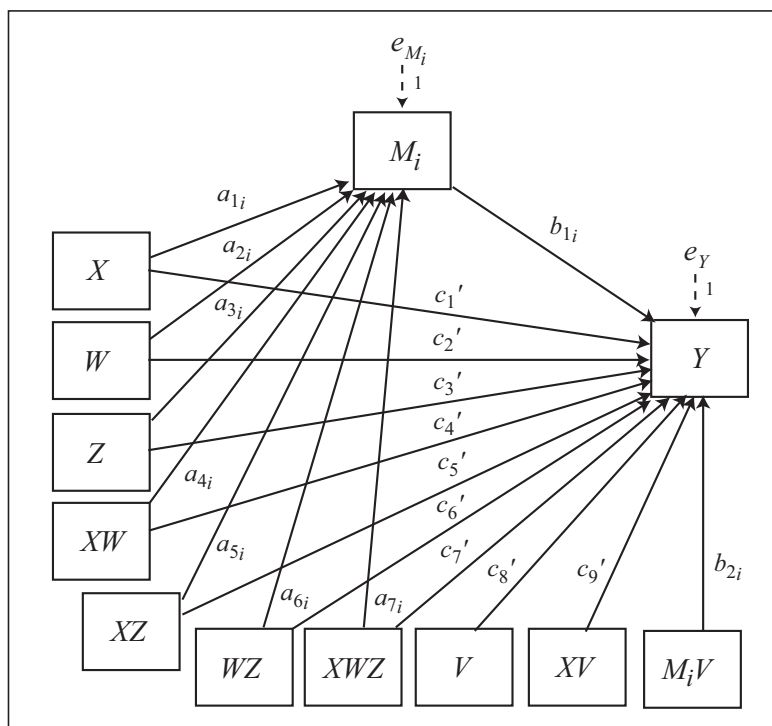 e_{M_i}
1
M_i
a_{1i}
a_{2i}
b_{1i}
X
e_Y
a_{3i}
c_1′
1
W
c_2′
Y
c_3′
Z
c_4′
a_{4i}
c_5′
XW
c_6′
a_{5i}
c_7′
c_8′
c_9′
b_{2i}
a_{6i}
a_{7i}
XZ
WZ
XWZ
V
XV
M_iV